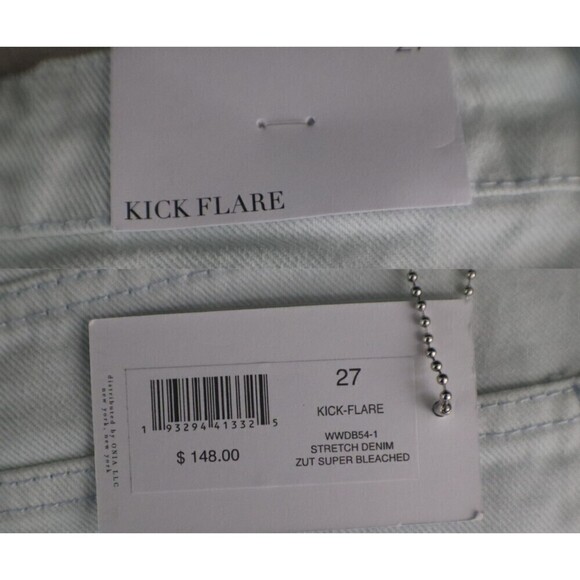 27
KICK FLARE
distributed by ONIA LLC
new york, new york
1 93294 41332 5
$ 148.00
27
KICK-FLARE
WWDB54-1
STRETCH DENIM
ZUT SUPER BLEACHED